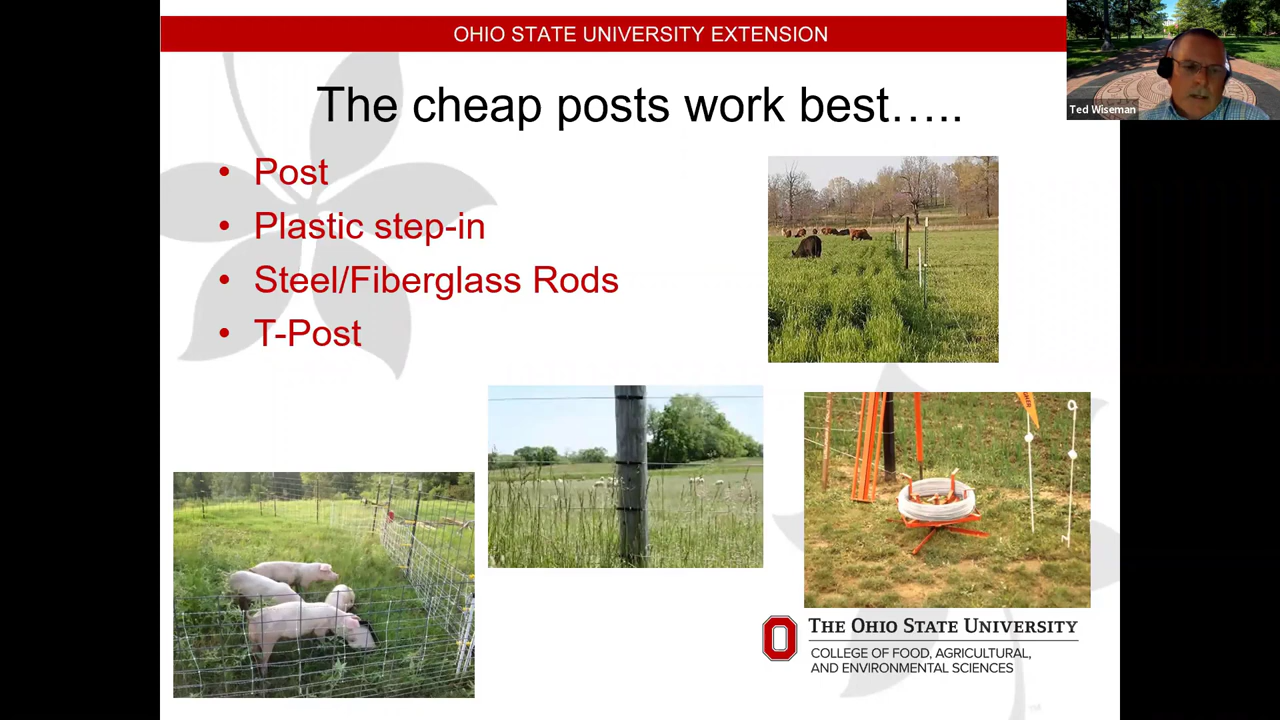 OHIO STATE UNIVERSITY EXTENSION
Ted Wiseman
The cheap posts work best…..
• Post
• Plastic step-in
• Steel/Fiberglass Rods
• T-Post
THE OHIO STATE UNIVERSITY
COLLEGE OF FOOD, AGRICULTURAL,
AND ENVIRONMENTAL SCIENCES